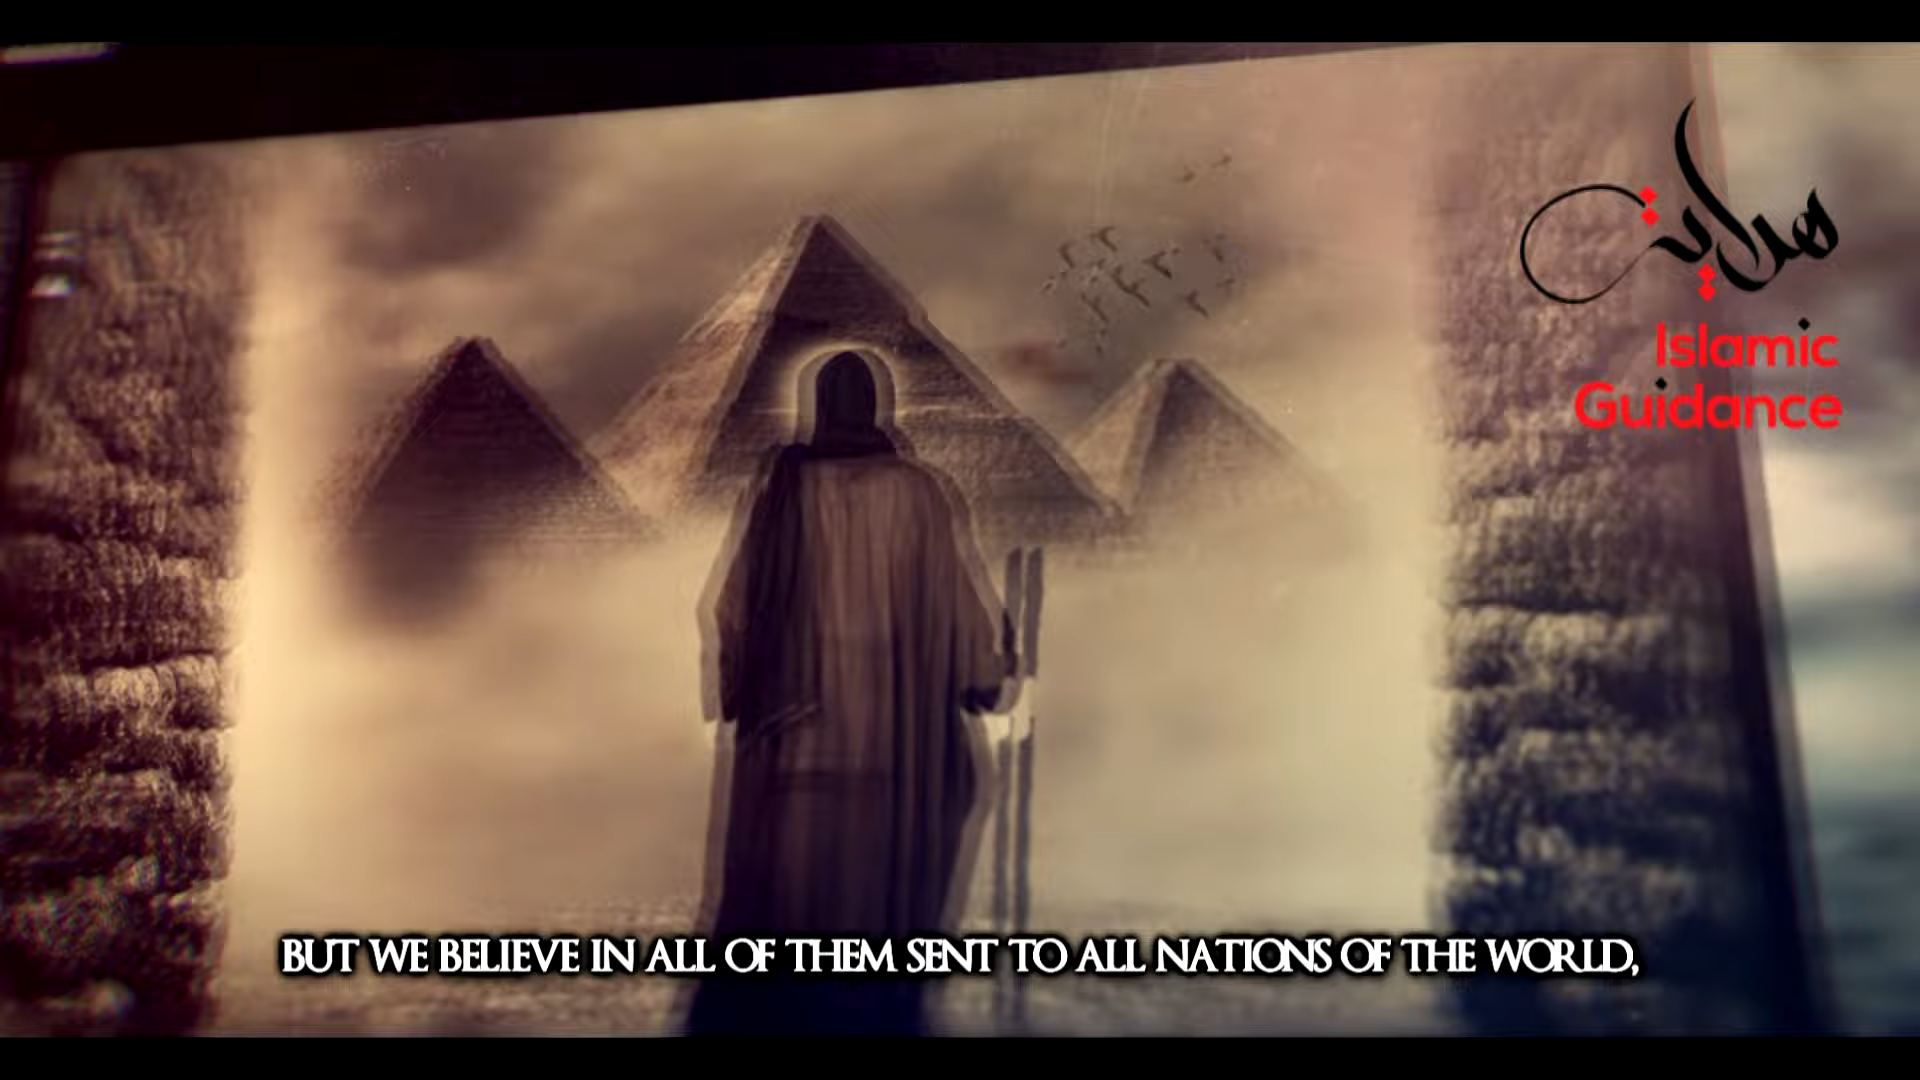 هداية
Islamic
Guidance
BUT WE BELIEVE IN ALL OF THEM SENT TO ALL NATIONS OF THE WORLD,